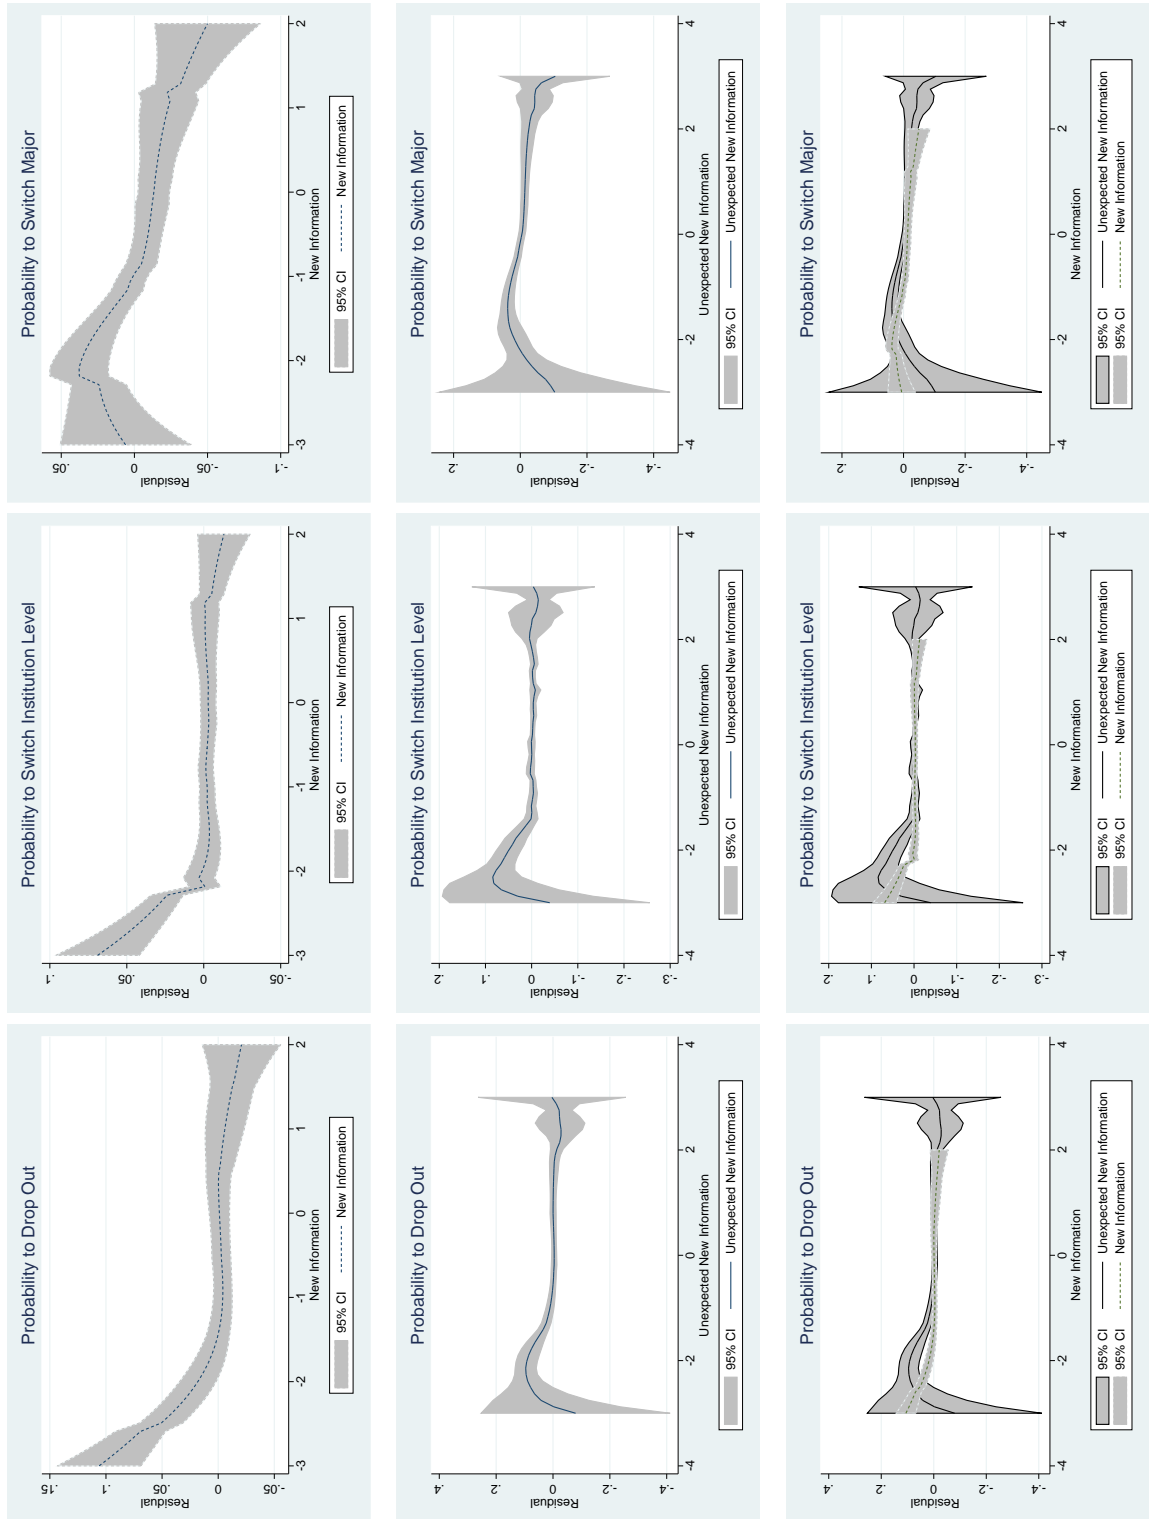 Probability to Drop Out
.15
.1
.05
0
-.05
Residual
-3 -2 -1 0 1 2
New Information
95% CI New Information
Probability to Switch Institution Level
.1
.05
0
-.05
Residual
-3 -2 -1 0 1 2
New Information
95% CI New Information
Probability to Switch Major
.05
0
-.05
-.1
Residual
-3 -2 -1 0 1 2
New Information
95% CI New Information
Probability to Drop Out
.4
.2
0
-.2
-.4
Residual
-4 -2 0 2 4
Unexpected New Information
95% CI Unexpected New Information
Probability to Switch Institution Level
.2
.1
0
-.1
-.2
-.3
Residual
-4 -2 0 2 4
Unexpected New Information
95% CI Unexpected New Information
Probability to Switch Major
.2
0
-.2
-.4
Residual
-4 -2 0 2 4
Unexpected New Information
95% CI Unexpected New Information
Probability to Drop Out
.4
.2
0
-.2
-.4
Residual
-4 -2 0 2 4
New Information
95% CI Unexpected New Information
95% CI New Information
Probability to Switch Institution Level
.2
.1
0
-.1
-.2
-.3
Residual
-4 -2 0 2 4
New Information
95% CI Unexpected New Information
95% CI New Information
Probability to Switch Major
.2
0
-.2
-.4
Residual
-4 -2 0 2 4
New Information
95% CI Unexpected New Information
95% CI New Information